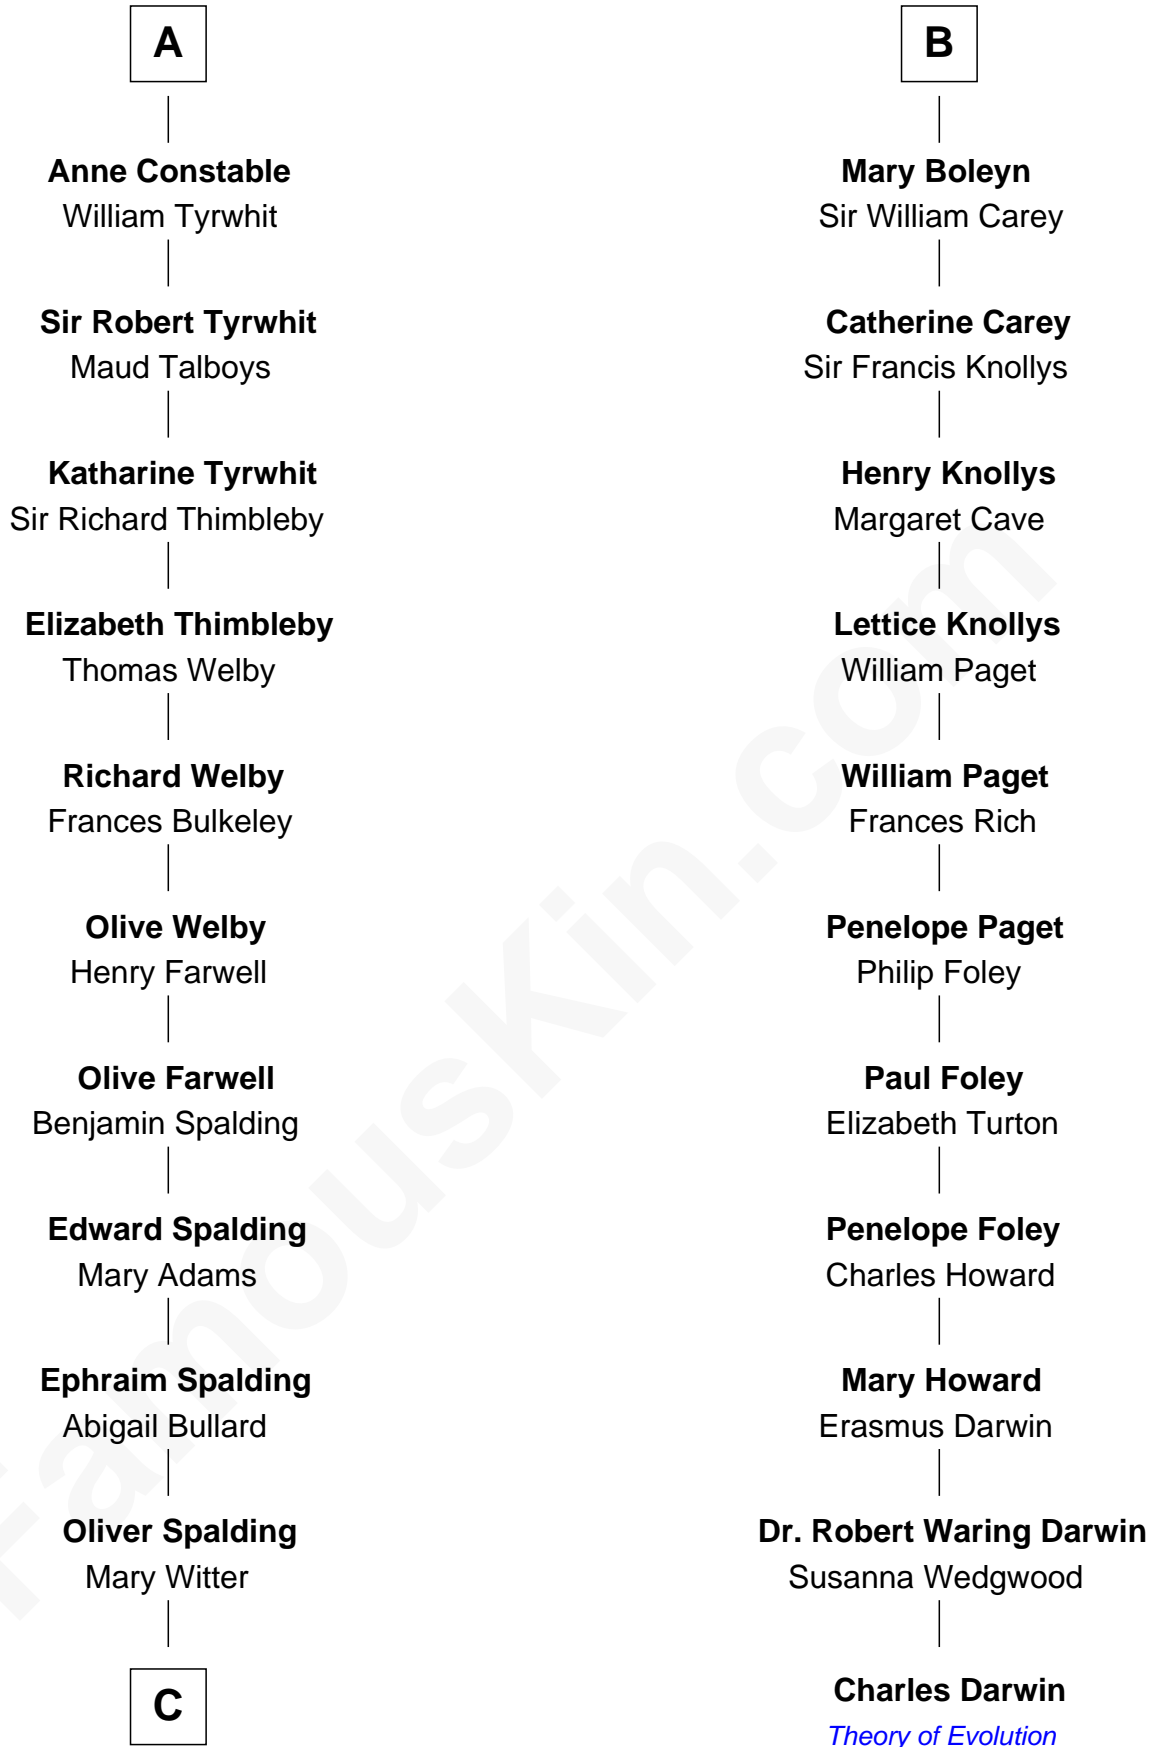 A
Anne Constable
William Tyrwhit
Sir Robert Tyrwhit
Maud Talboys
Katharine Tyrwhit
Sir Richard Thimbleby
Elizabeth Thimbleby
Thomas Welby
Richard Welby
Frances Bulkeley
Olive Welby
Henry Farwell
Olive Farwell
Benjamin Spalding
Edward Spalding
Mary Adams
Ephraim Spalding
Abigail Bullard
Oliver Spalding
Mary Witter
C
B
Mary Boleyn
Sir William Carey
Catherine Carey
Sir Francis Knollys
Henry Knollys
Margaret Cave
Lettice Knollys
William Paget
William Paget
Frances Rich
Penelope Paget
Philip Foley
Paul Foley
Elizabeth Turton
Penelope Foley
Charles Howard
Mary Howard
Erasmus Darwin
Dr. Robert Waring Darwin
Susanna Wedgwood
Charles Darwin
Theory of Evolution
FamousKin.com